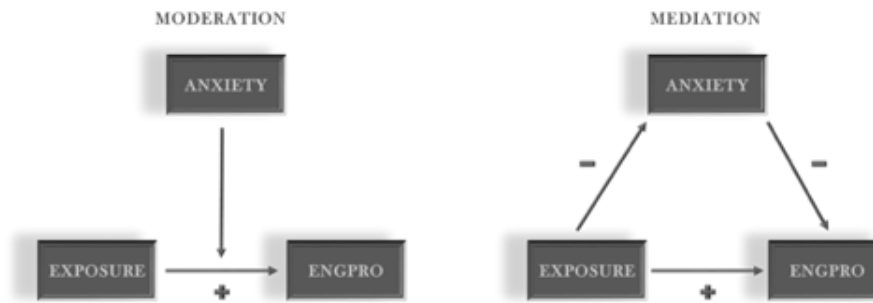 MODERATION
ANXIETY
EXPOSURE
+
ENGPRO
MEDIATION
ANXIETY
-
-
EXPOSURE
+
ENGPRO